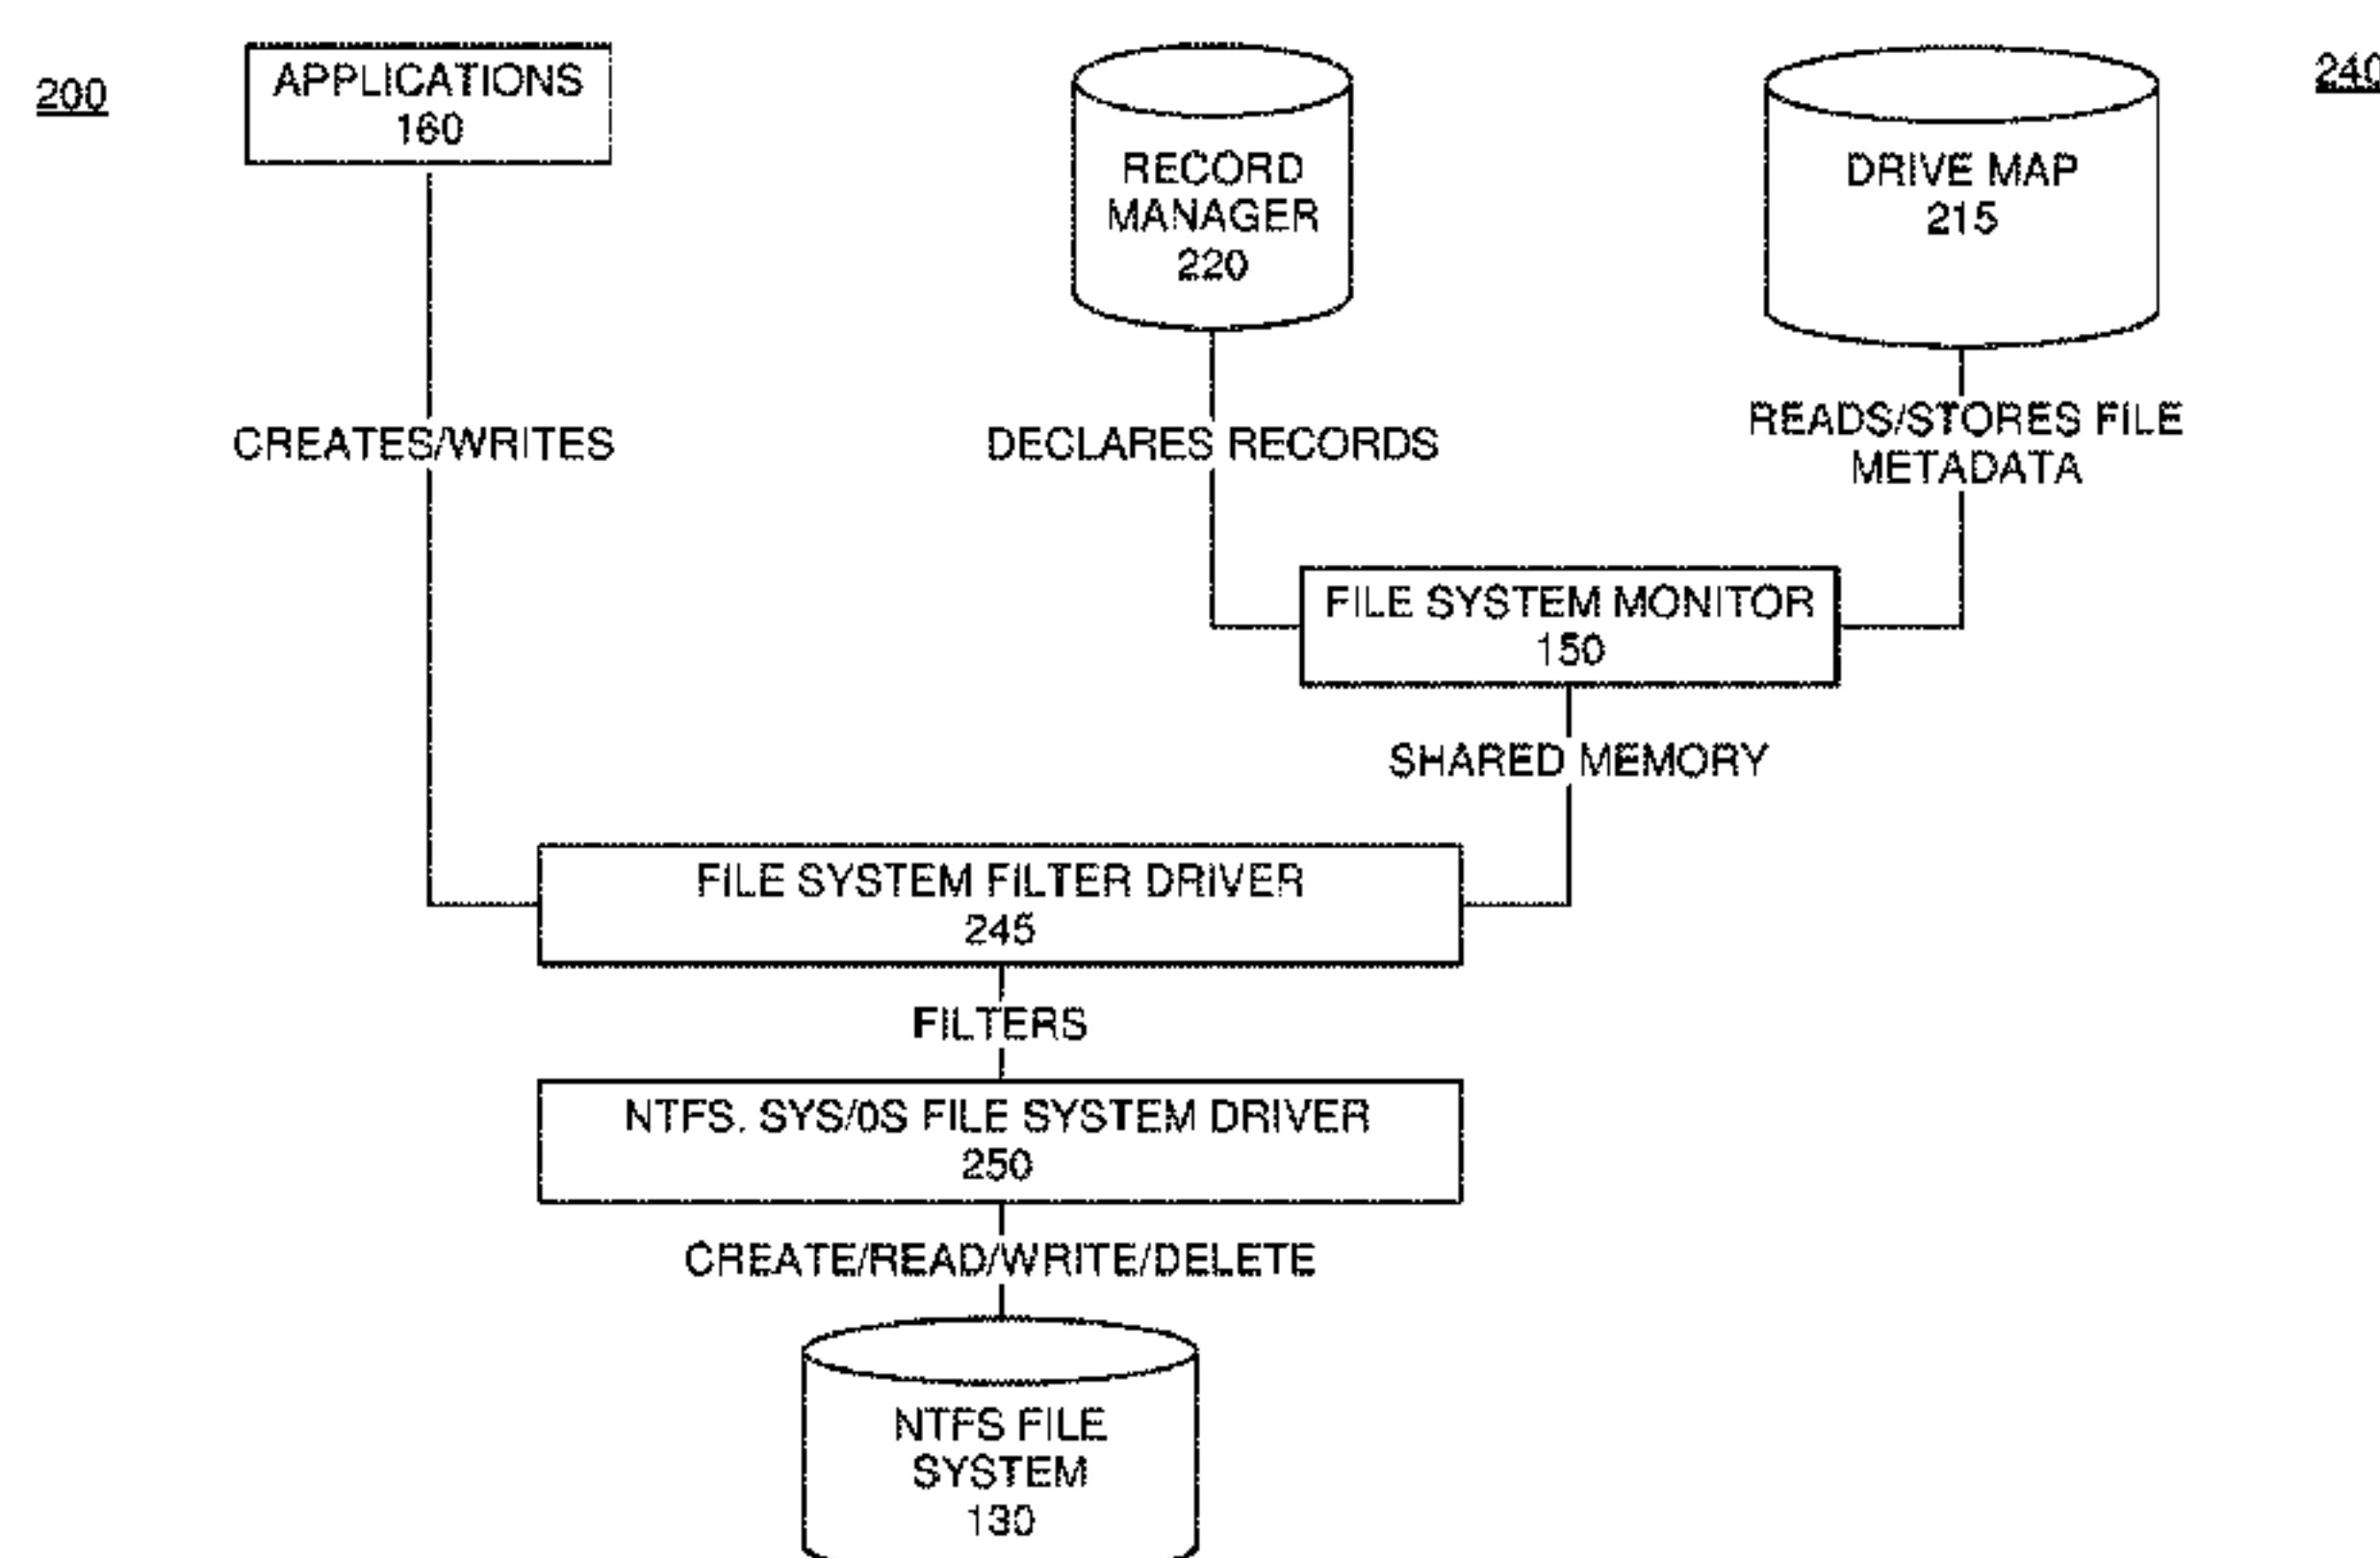 200
APPLICATIONS
160
RECORD
MANAGER
220
DRIVE MAP
215
240
CREATES/WRITES
DECLARES RECORDS
READS/STORES FILE
METADATA
FILE SYSTEM MONITOR
150
SHARED MEMORY
FILE SYSTEM FILTER DRIVER
245
FILTERS
NTFS. SYS/0S FILE SYSTEM DRIVER
250
CREATE/READ/WRITE/DELETE
NTFS FILE
SYSTEM
130